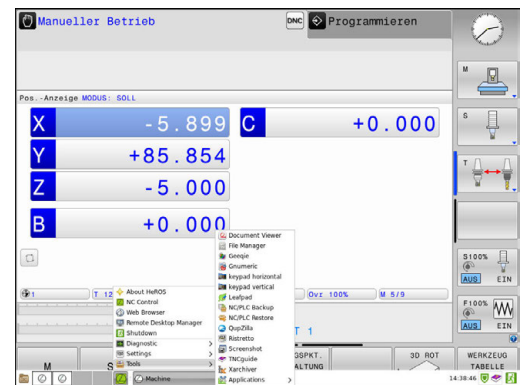 Manueller Betrieb
DNC
Programmieren
Pos.-Anzeige MODUS: SOLL
X -5.899
C +0.000
Y +85.854
Z -5.000
B +0.000
M
S
T
S100%
AUS EIN
F100%
AUS EIN
1
T 12
Ovr 100%
M 5/9
T 1
About HeROS
NC Control
Web Browser
Remote Desktop Manager
Shutdown
Diagnostic
Settings
Tools
Document Viewer
File Manager
Geeqie
Gnumeric
keypad horizontal
keypad vertical
Leafpad
NC/PLC Backup
NC/PLC Restore
QupZilla
Ristretto
Screenshot
TNCguide
Xarchiver
Applications
M
S
3D ROT
WERKZEUG
TABELLE
Machine
14:38:46